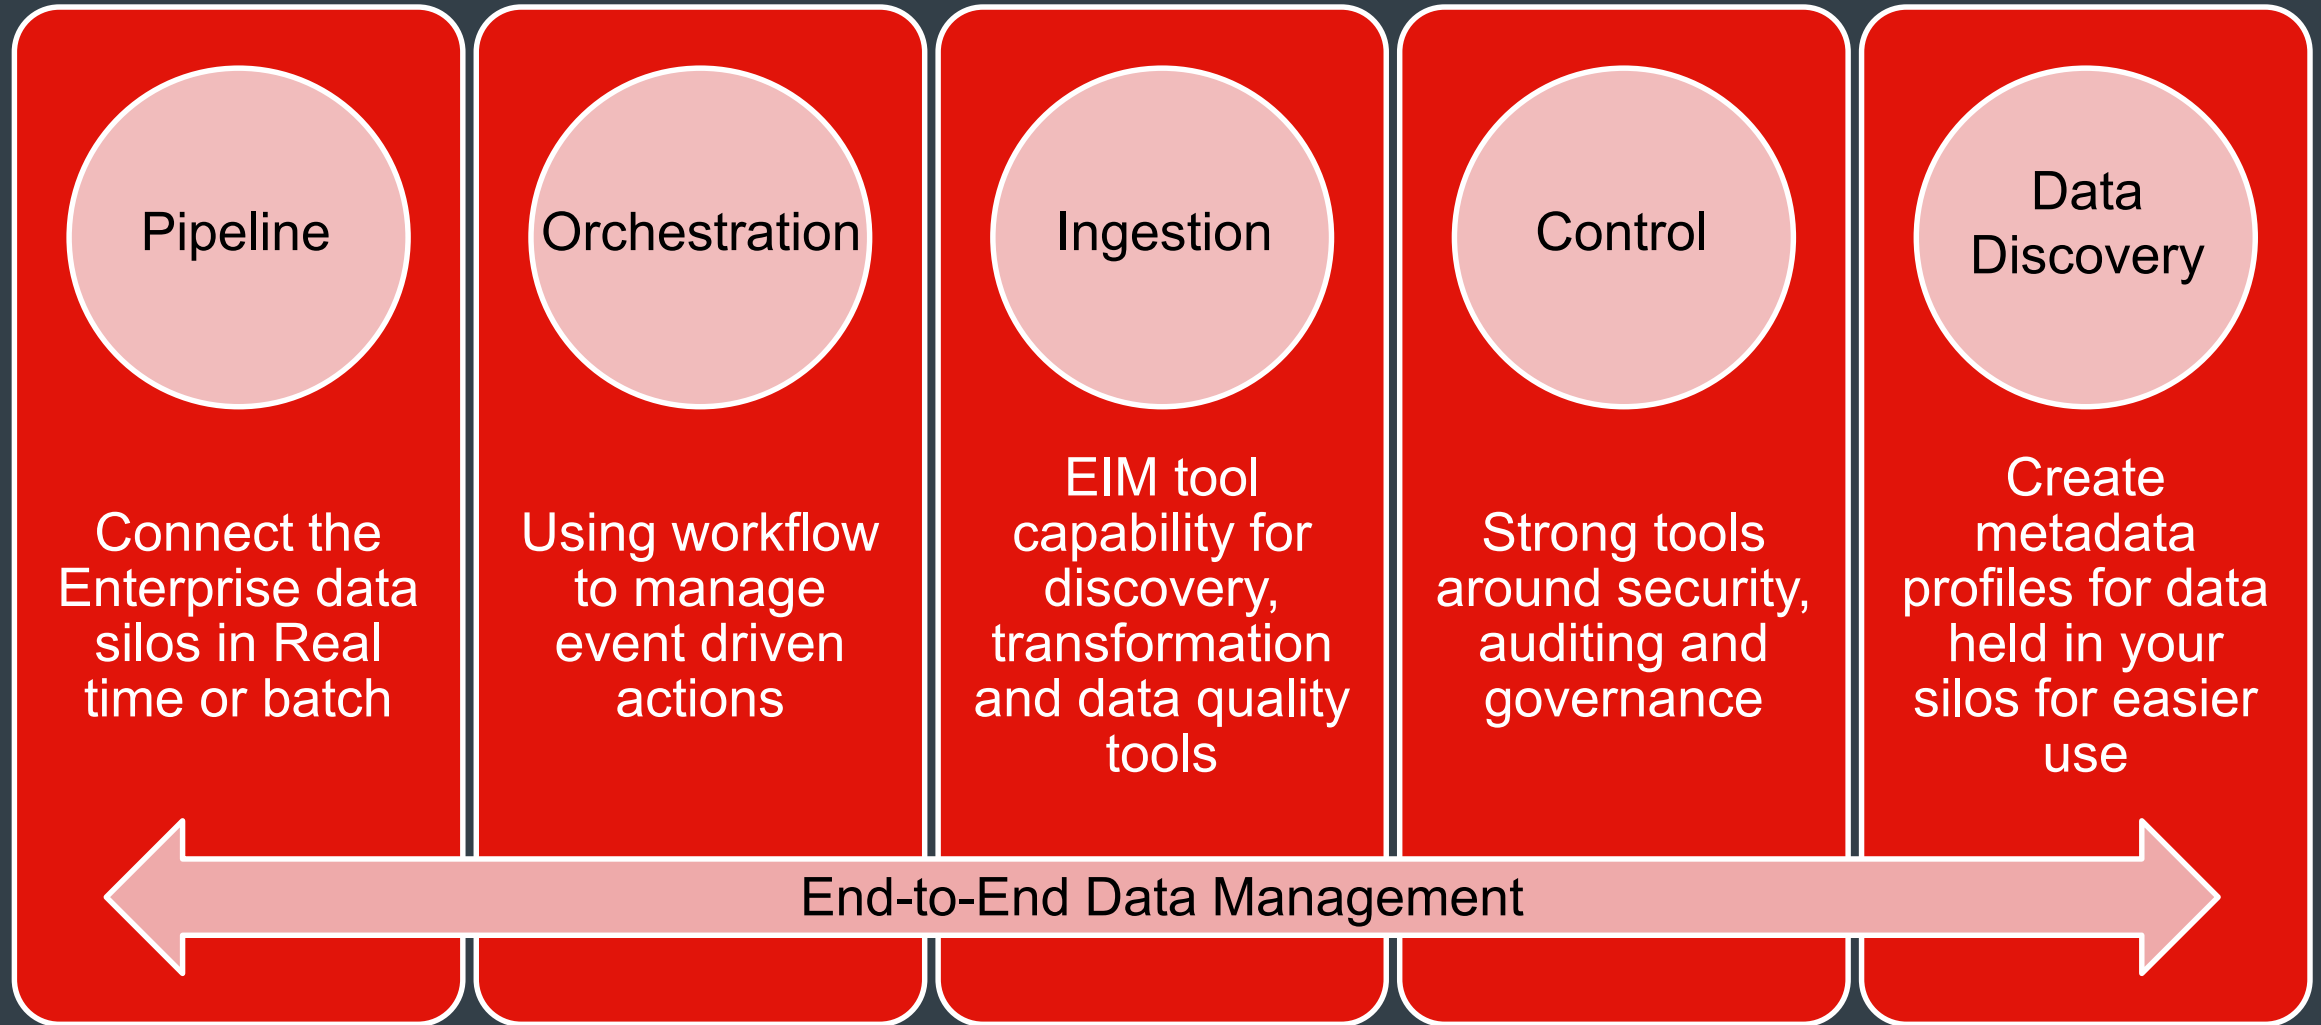 Pipeline
Connect the
Enterprise data
silos in Real
time or batch
Orchestration
Using workflow
to manage
event driven
actions
Ingestion
EIM tool
capability for
discovery,
transformation
and data quality
tools
Control
Strong tools
around security,
auditing and
governance
Data
Discovery
Create
metadata
profiles for data
held in your
silos for easier
use
End-to-End Data Management